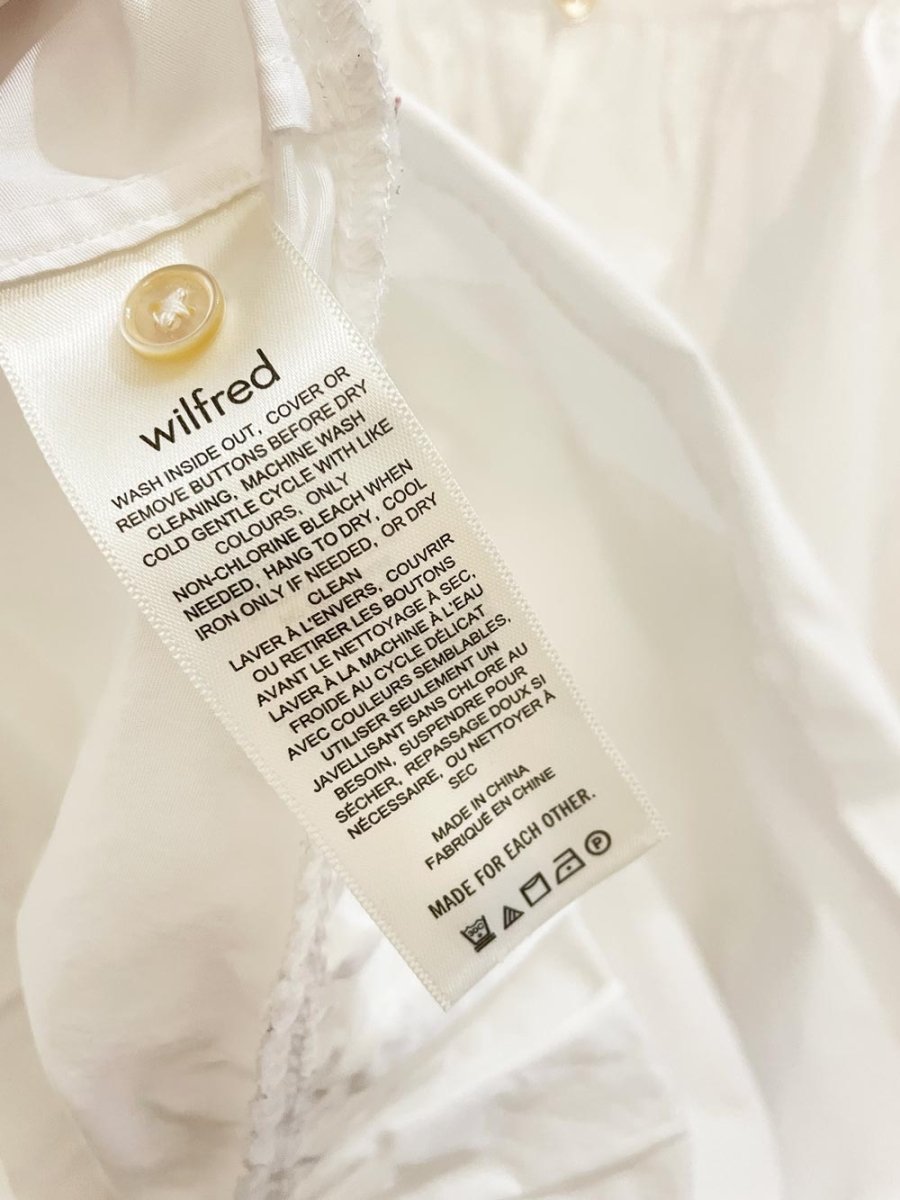 wilfred
WASH INSIDE OUT, COVER OR
REMOVE BUTTONS BEFORE DRY
CLEANING, MACHINE WASH
COLD GENTLE CYCLE WITH LIKE
COLOURS, ONLY
NON-CHLORINE BLEACH WHEN
NEEDED, HANG TO DRY, COOL
IRON ONLY IF NEEDED, OR DRY
CLEAN
LAVER À L'ENVERS, COUVRIR
OU RETIRER LES BOUTONS
AVANT LE NETTOYAGE À SEC,
LAVER À LA MACHINE À L'EAU
FROIDE AU CYCLE DÉLICAT
AVEC COULEURS SEMBLABLES,
UTILISER SEULEMENT UN
JAVELLISANT SANS CHLORE AU
BESOIN, SUSPENDRE POUR
SÉCHER, REPASSAGE DOUX SI
NÉCESSAIRE, OU NETTOYER À
SEC
MADE IN CHINA
FABRIQUÉ EN CHINE
MADE FOR EACH OTHER.
30C P